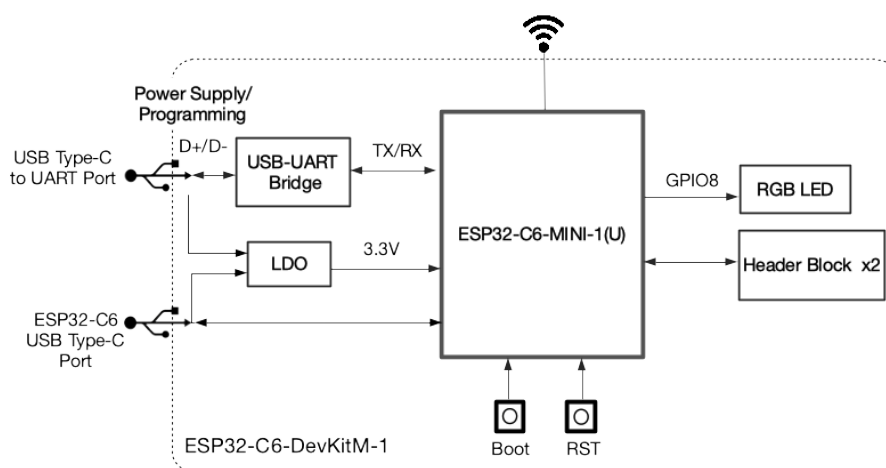 Power Supply/
Programming
USB Type-C
to UART Port
D+/D-
USB-UART
Bridge
TX/RX
ESP32-C6-MINI-1(U)
GPIO8
RGB LED
LDO
3.3V
Header Block x2
ESP32-C6
USB Type-C
Port
Boot
RST
ESP32-C6-DevKitM-1